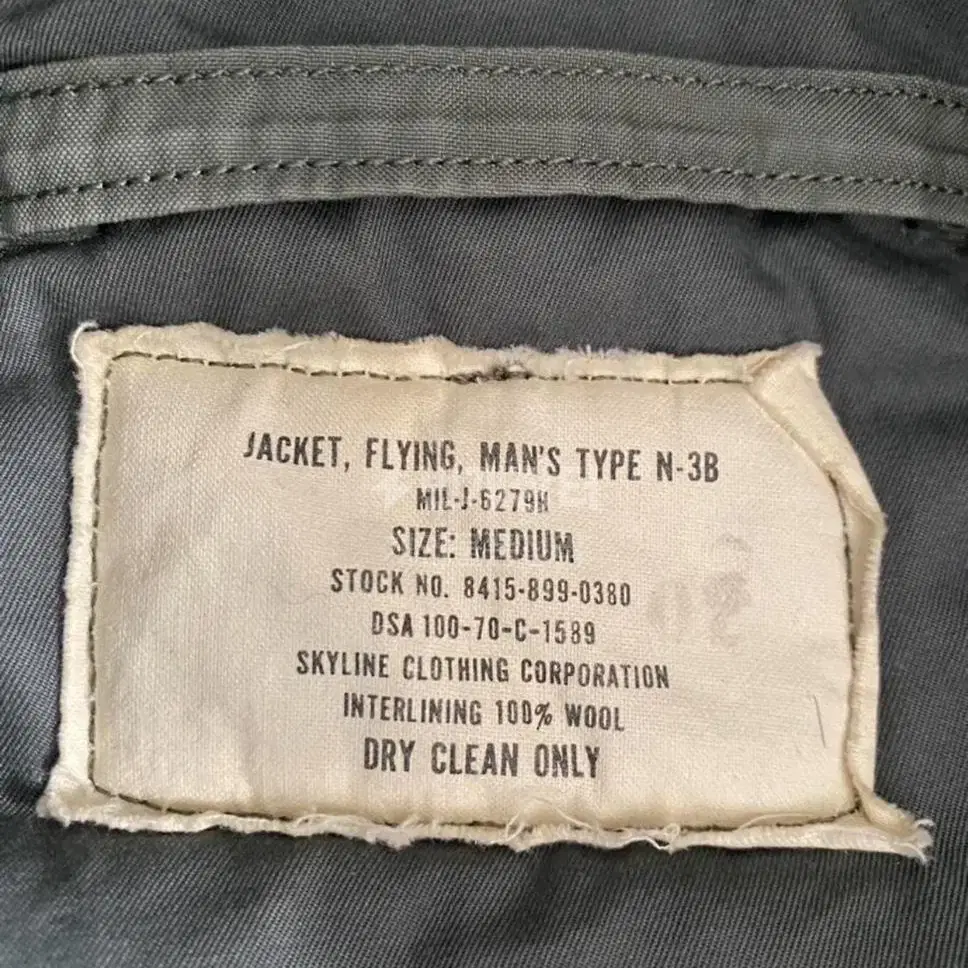 JACKET, FLYING, MAN'S TYPE N-3B
MIL-J-6279H
SIZE: MEDIUM
STOCK NO. 8415-899-0380
DSA 100-70-C-1589
SKYLINE CLOTHING CORPORATION
INTERLINING 100% WOOL
DRY CLEAN ONLY